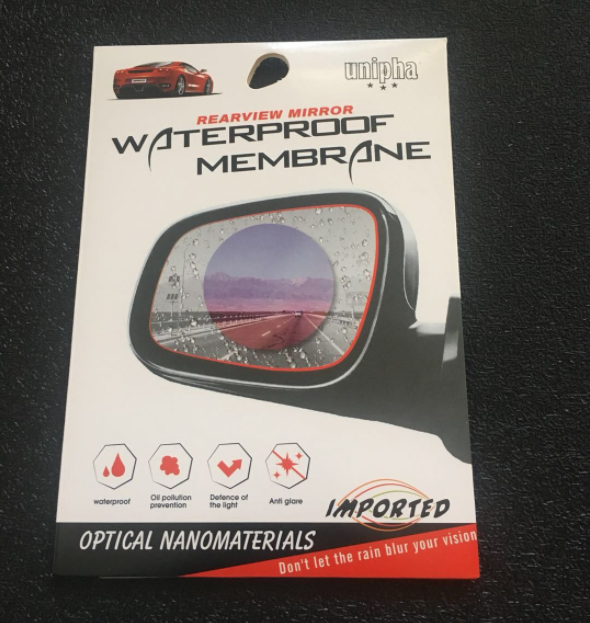 unipha
REARVIEW MIRROR
WATERPROOF
MEMBRANE
waterproof
Oil pollution
prevention
Defence of
the light
Anti glare
IMPORTED
OPTICAL NANOMATERIALS
Don't let the rain blur your vision